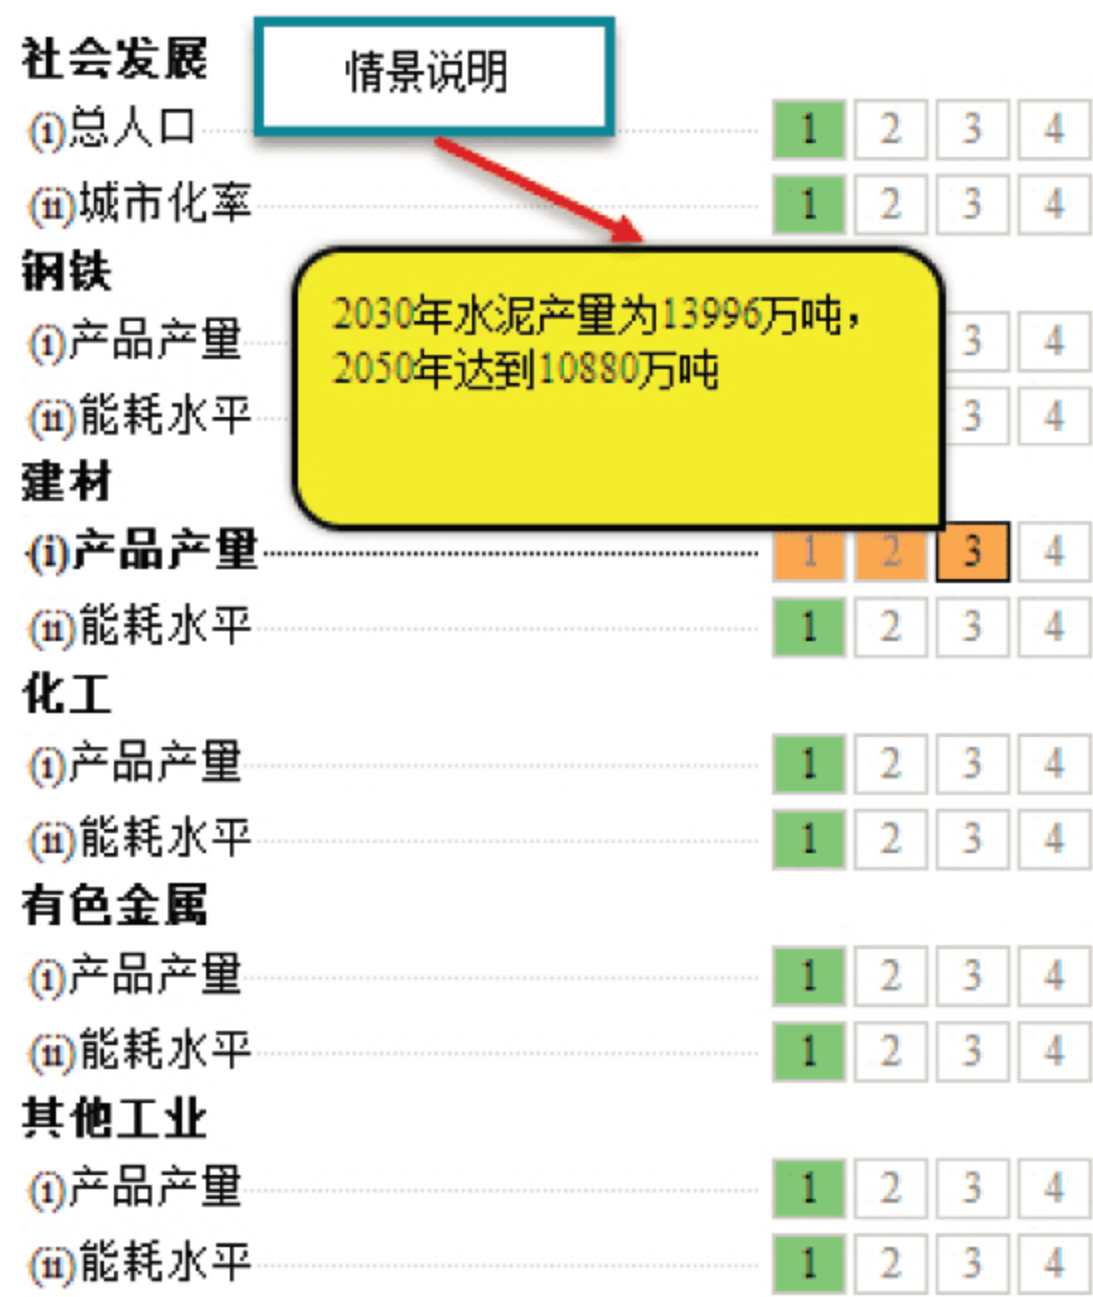 社会发展
情景说明
(i)总人口 1 2 3 4
(ii)城市化率 1 2 3 4
钢铁
2030年水泥产量为13996万吨，
2050年达到10880万吨
(i)产品产量 3 4
(ii)能耗水平 3 4
建材
(i)产品产量 1 2 3 4
(ii)能耗水平 1 2 3 4
化工
(i)产品产量 1 2 3 4
(ii)能耗水平 1 2 3 4
有色金属
(i)产品产量 1 2 3 4
(ii)能耗水平 1 2 3 4
其他工业
(i)产品产量 1 2 3 4
(ii)能耗水平 1 2 3 4